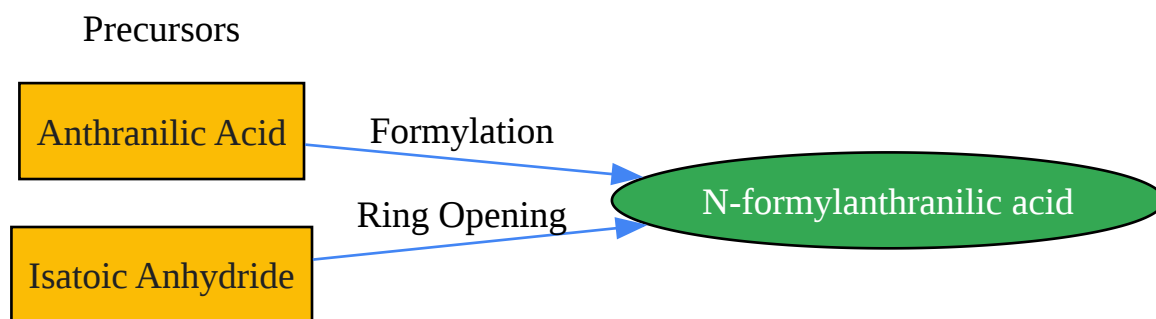 Precursors
Anthranilic Acid
Formylation
N-formylanthranilic acid
Ring Opening
Isatoic Anhydride